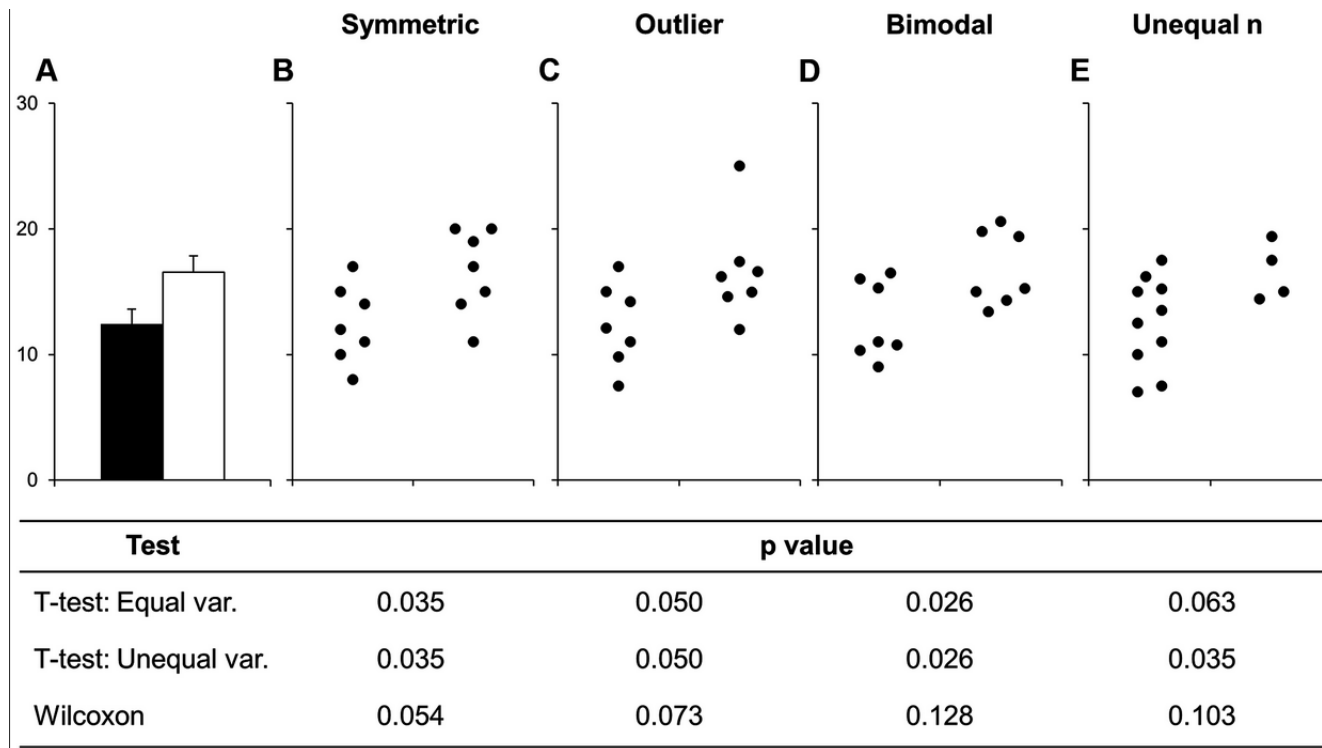 Symmetric Outlier Bimodal Unequal n
A B C D E
30
20
10
0
Test p value
T-test: Equal var. 0.035 0.050 0.026 0.063
T-test: Unequal var. 0.035 0.050 0.026 0.035
Wilcoxon 0.054 0.073 0.128 0.103